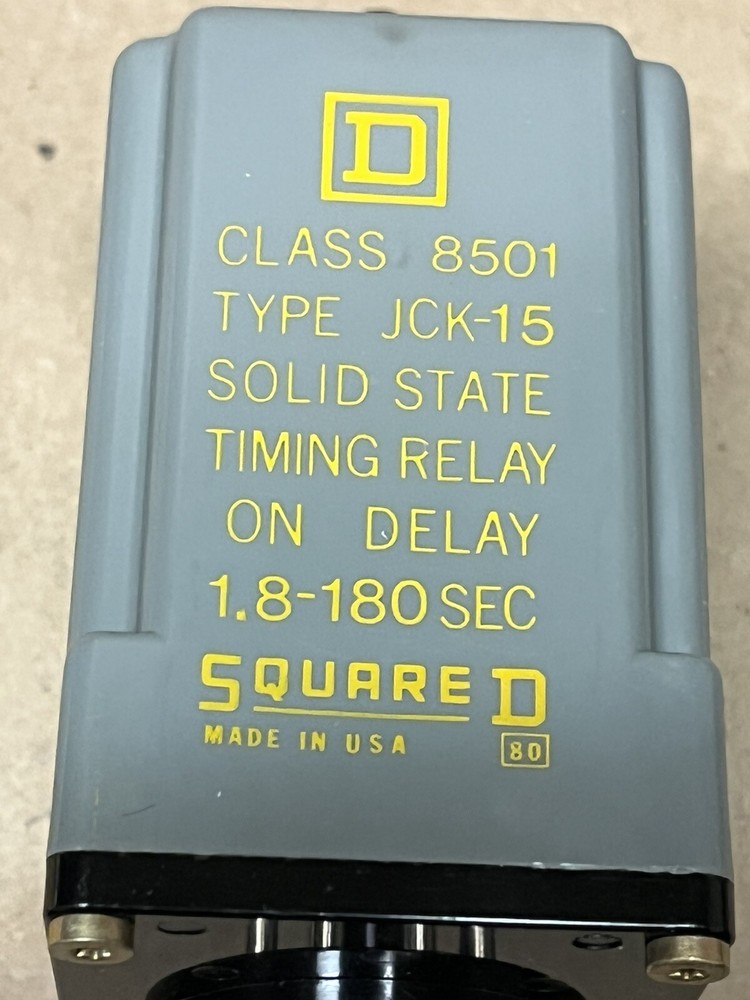 D
CLASS 8501
TYPE JCK-15
SOLID STATE
TIMING RELAY
ON DELAY
1.8-180 SEC
SQUARE D
MADE IN USA 80